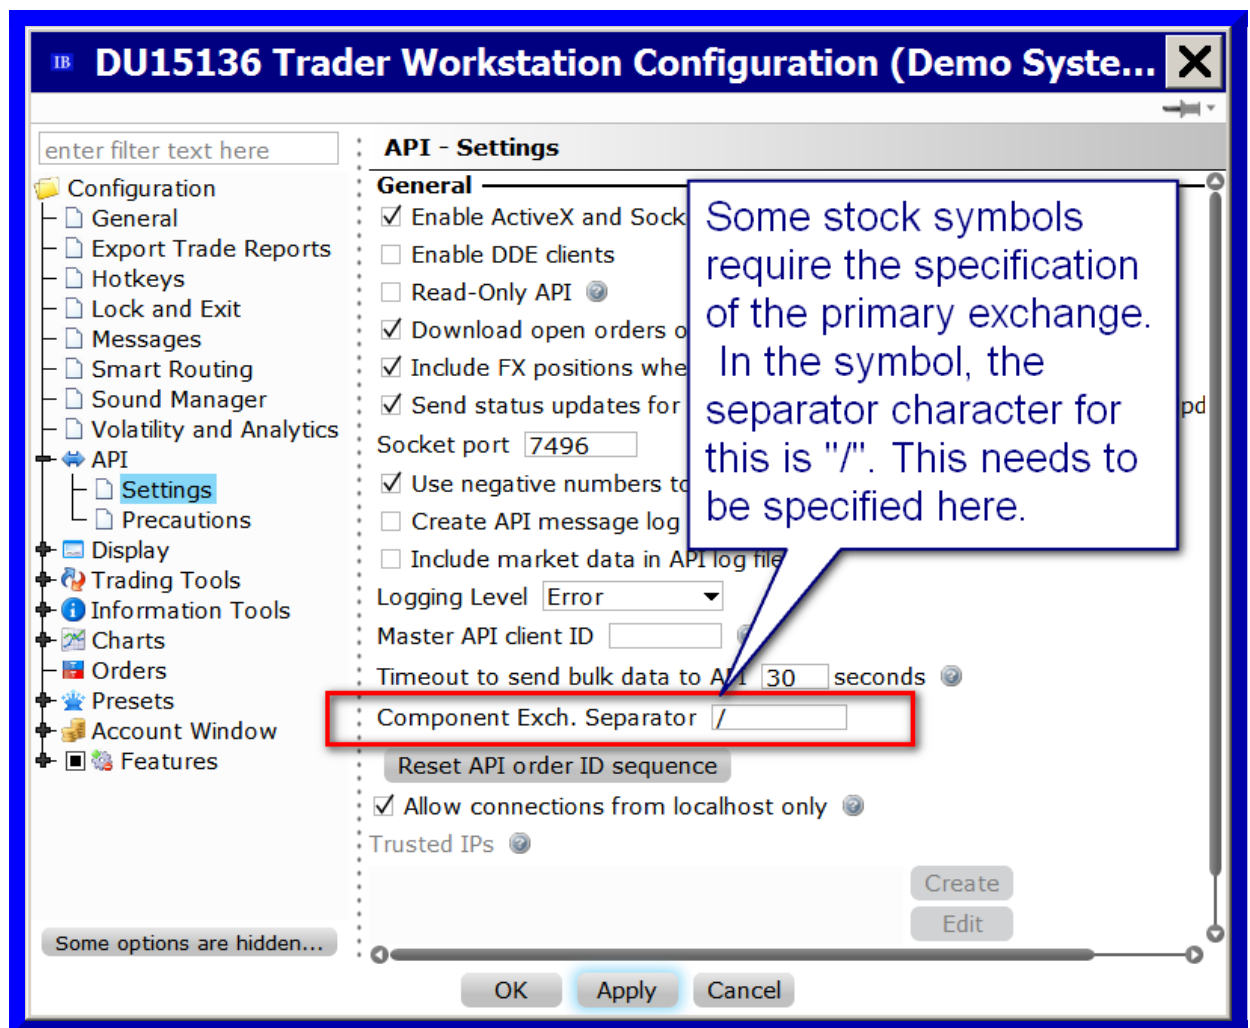 IB DU15136 Trader Workstation Configuration (Demo Syste...
enter filter text here
Configuration
General
Export Trade Reports
Hotkeys
Lock and Exit
Messages
Smart Routing
Sound Manager
Volatility and Analytics
API
Settings
Precautions
Display
Trading Tools
Information Tools
Charts
Orders
Presets
Account Window
Features
Some options are hidden...
API - Settings
General
Enable ActiveX and Sock
Enable DDE clients
Read-Only API
Download open orders o
Include FX positions whe
Send status updates for pd
Socket port 7496
Use negative numbers to
Create API message log
Include market data in API log file
Logging Level Error
Master API client ID
Timeout to send bulk data to API 30 seconds
Component Exch. Separator /
Reset API order ID sequence
Allow connections from localhost only
Trusted IPs
Create
Edit
Some stock symbols
require the specification
of the primary exchange.
In the symbol, the
separator character for
this is "/". This needs to
be specified here.
OK Apply Cancel